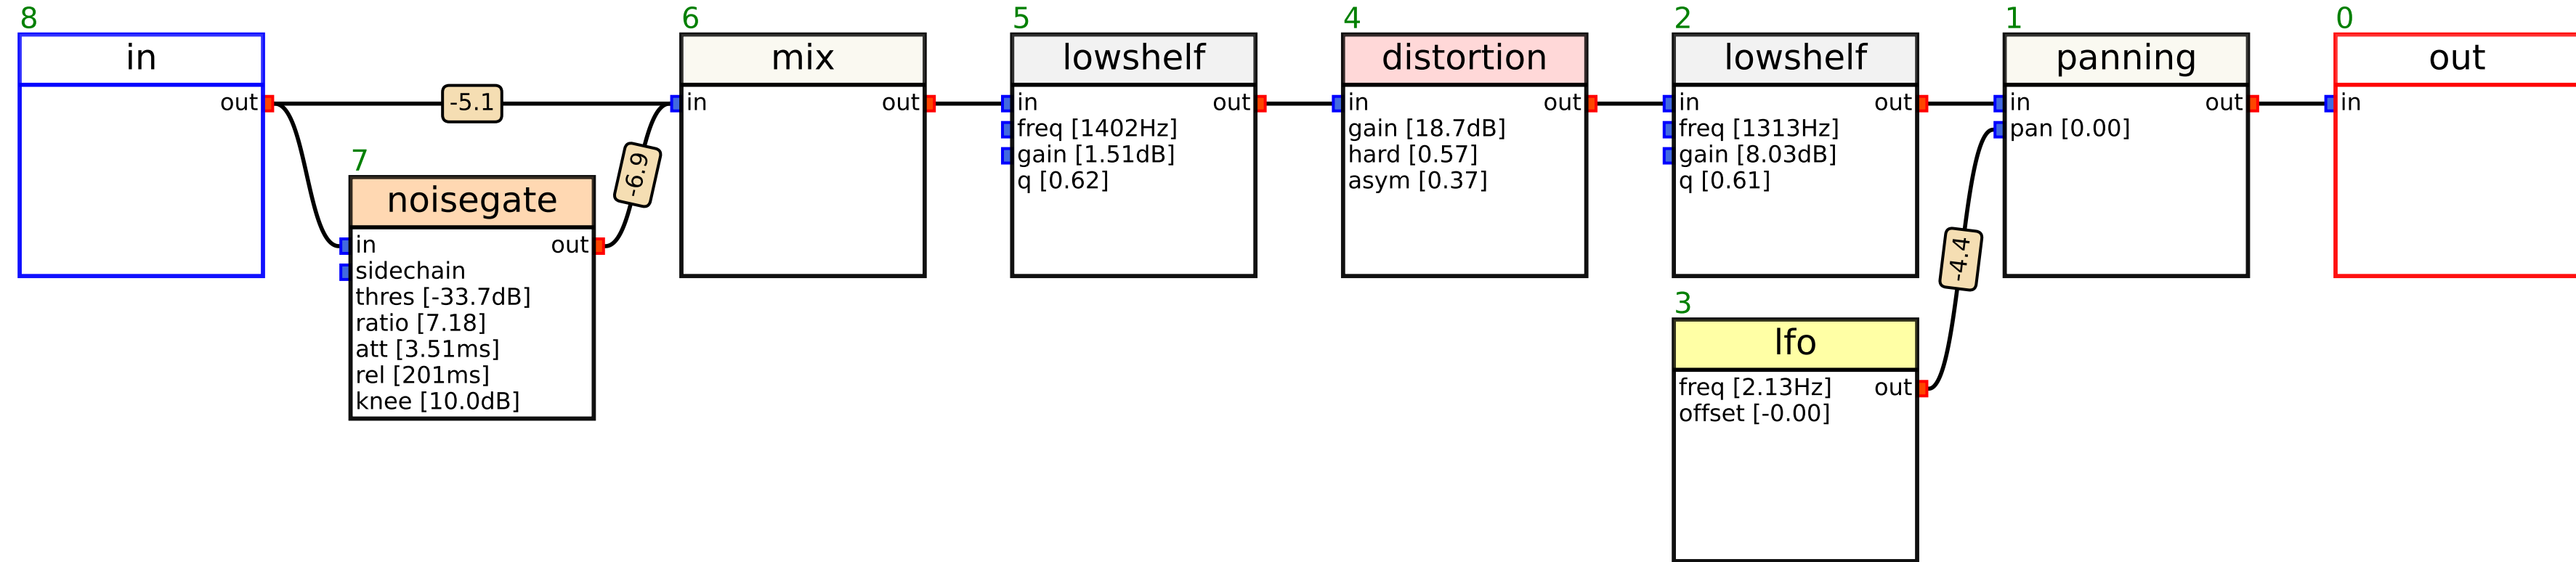 8
in
out
-5.1
7
noisegate
in out
sidechain
thres [-33.7dB]
ratio [7.18]
att [3.51ms]
rel [201ms]
knee [10.0dB]
-6.9
6
mix
in out
5
lowshelf
in out
freq [1402Hz]
gain [1.51dB]
q [0.62]
4
distortion
in out
gain [18.7dB]
hard [0.57]
asym [0.37]
2
lowshelf
in out
freq [1313Hz]
gain [8.03dB]
q [0.61]
3
lfo
freq [2.13Hz] out
offset [-0.00]
-4.4
1
panning
in out
pan [0.00]
0
out
in